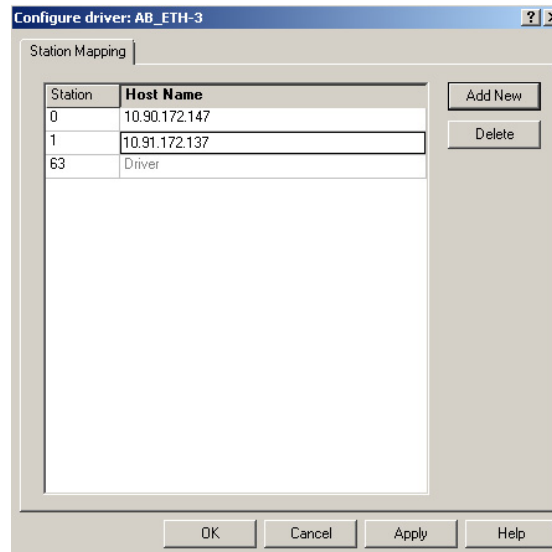 Configure driver: AB_ETH-3
Station Mapping
Station Host Name
0 10.90.172.147
1 10.91.172.137
63 Driver
Add New
Delete
OK Cancel Apply Help